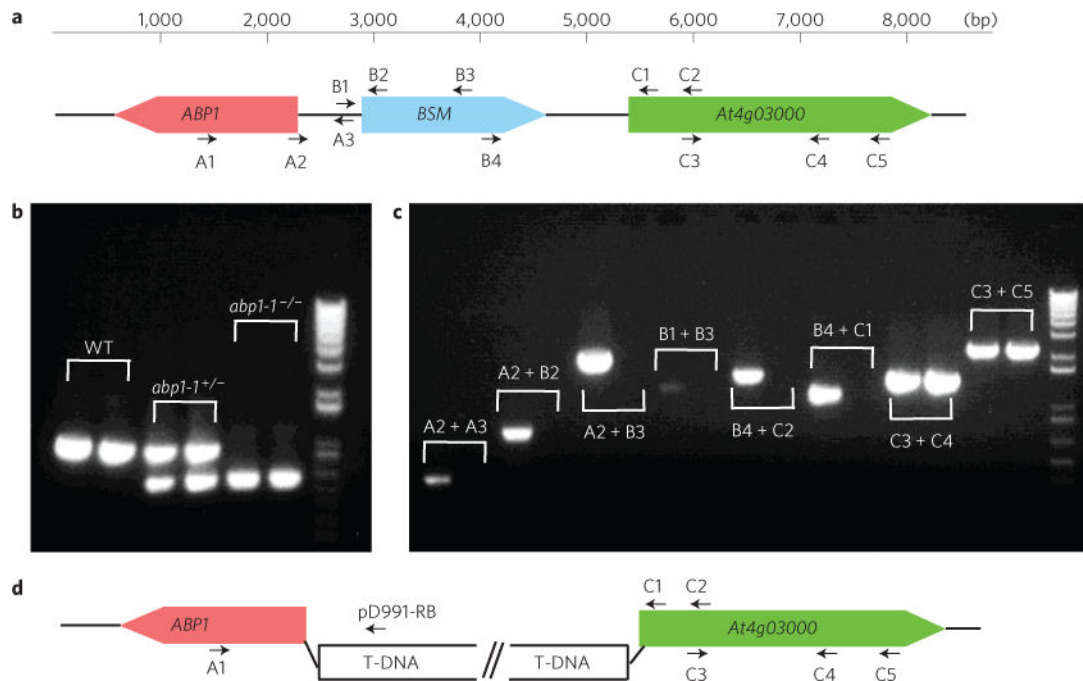 a
1,000 2,000 3,000 4,000 5,000 6,000 7,000 8,000 (bp)
B1 B2 B3 C1 C2
ABP1 BSM At4g03000
A1 A2 A3 B4 C3 C4 C5
b
WT
abp1-1+/−
abp1-1−/−
c
A2 + A3
A2 + B2
A2 + B3
B1 + B3
B4 + C2
B4 + C1
C3 + C4
C3 + C5
d
pD991-RB C1 C2
ABP1 At4g03000
A1 T-DNA // T-DNA C3 C4 C5